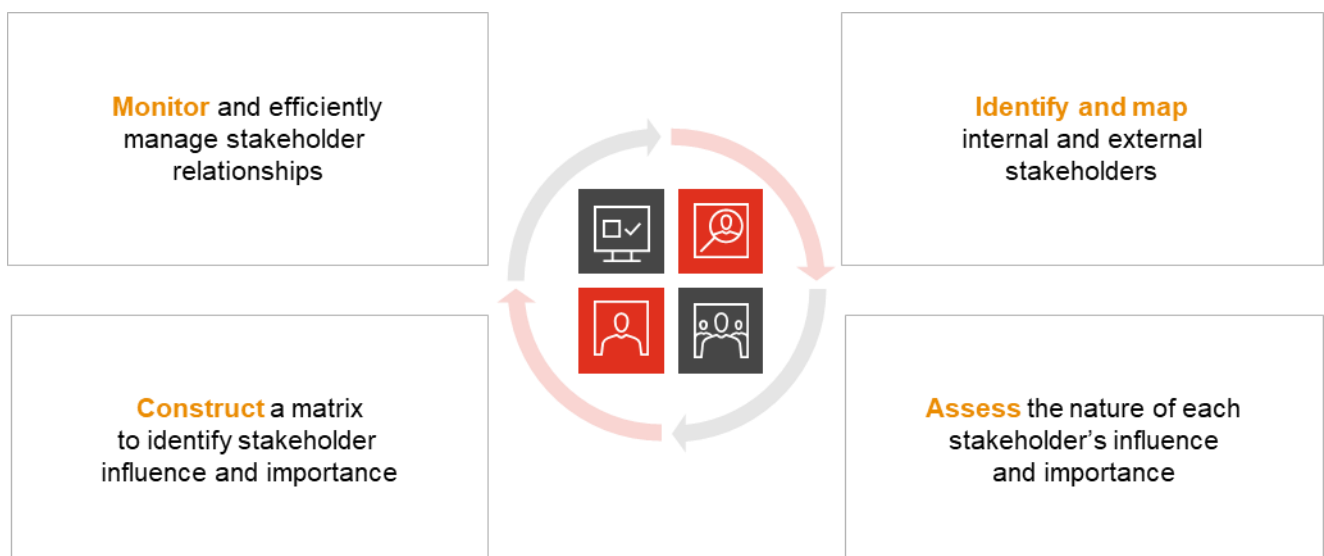 Monitor and efficiently
manage stakeholder
relationships
Identify and map
internal and external
stakeholders
Construct a matrix
to identify stakeholder
influence and importance
Assess the nature of each
stakeholder’s influence
and importance